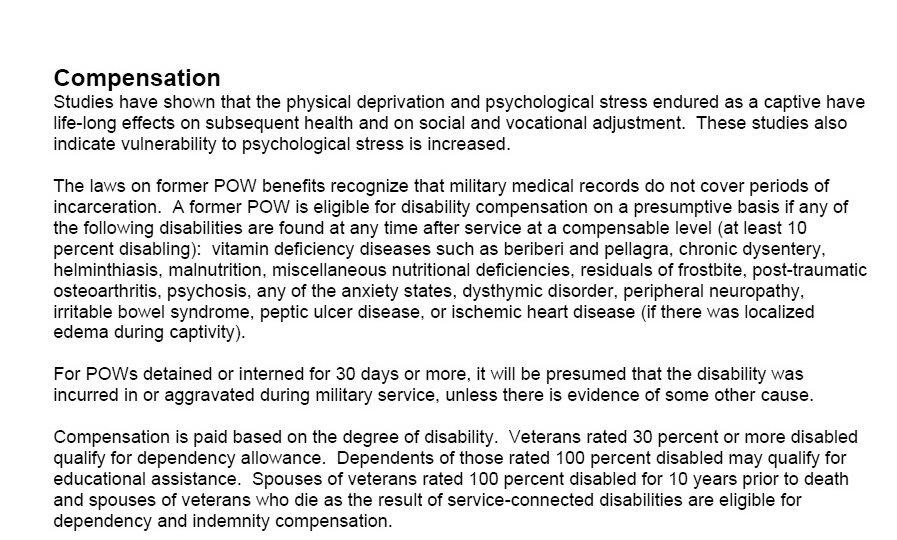 Compensation
Studies have shown that the physical deprivation and psychological stress endured as a captive have
life-long effects on subsequent health and on social and vocational adjustment.  These studies also
indicate vulnerability to psychological stress is increased.
The laws on former POW benefits recognize that military medical records do not cover periods of
incarceration.  A former POW is eligible for disability compensation on a presumptive basis if any of
the following disabilities are found at any time after service at a compensable level (at least 10
percent disabling):  vitamin deficiency diseases such as beriberi and pellagra, chronic dysentery,
helminthiasis, malnutrition, miscellaneous nutritional deficiencies, residuals of frostbite, post-traumatic
osteoarthritis, psychosis, any of the anxiety states, dysthymic disorder, peripheral neuropathy,
irritable bowel syndrome, peptic ulcer disease, or ischemic heart disease (if there was localized
edema during captivity).
For POWs detained or interned for 30 days or more, it will be presumed that the disability was
incurred in or aggravated during military service, unless there is evidence of some other cause.
Compensation is paid based on the degree of disability.  Veterans rated 30 percent or more disabled
qualify for dependency allowance.  Dependents of those rated 100 percent disabled may qualify for
educational assistance.  Spouses of veterans rated 100 percent disabled for 10 years prior to death
and spouses of veterans who die as the result of service-connected disabilities are eligible for
dependency and indemnity compensation.